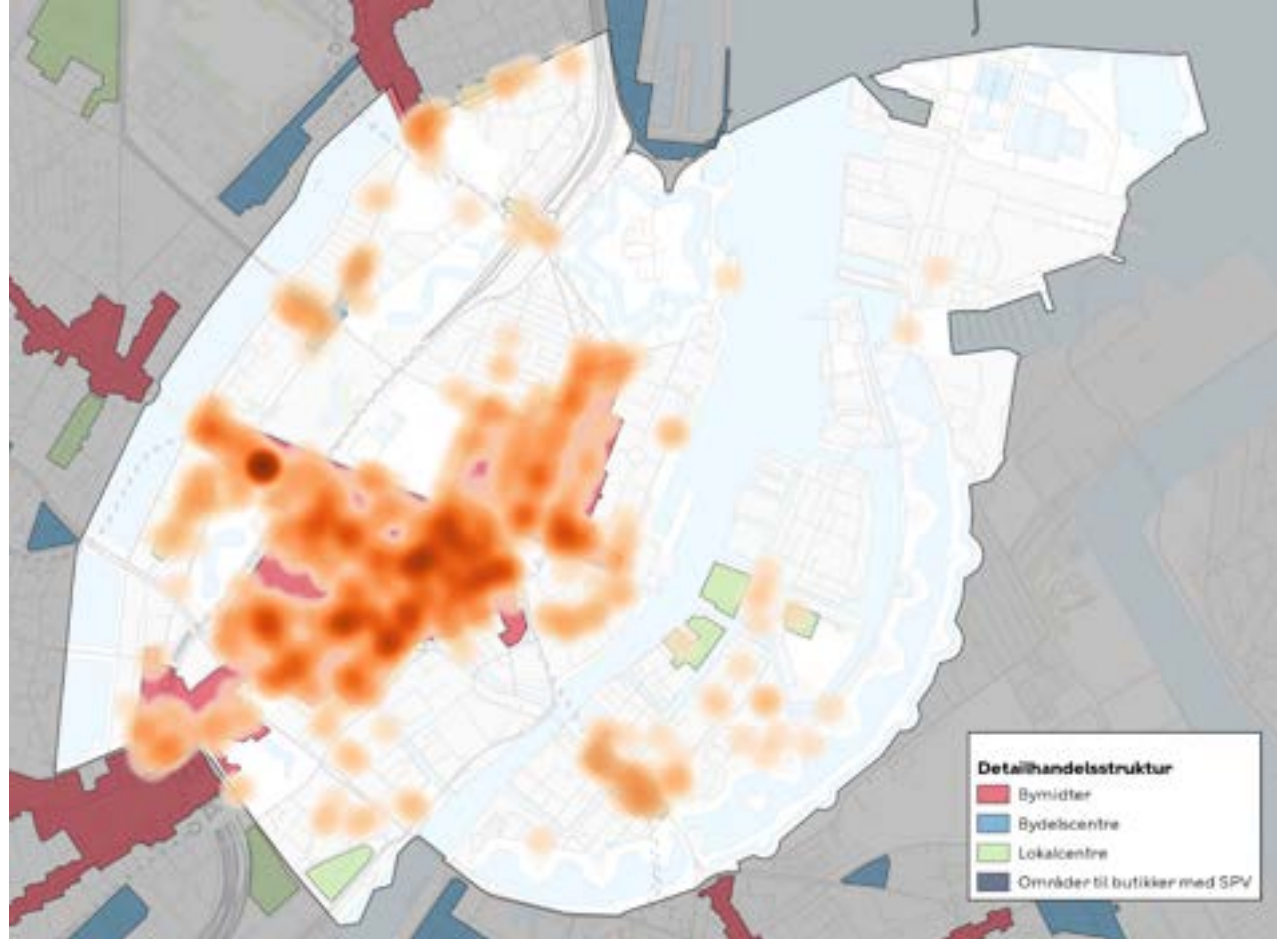 Detailhandelsstruktur
Bymidter
Bydelscentre
Lokalcentre
Områder til butikker med SPV